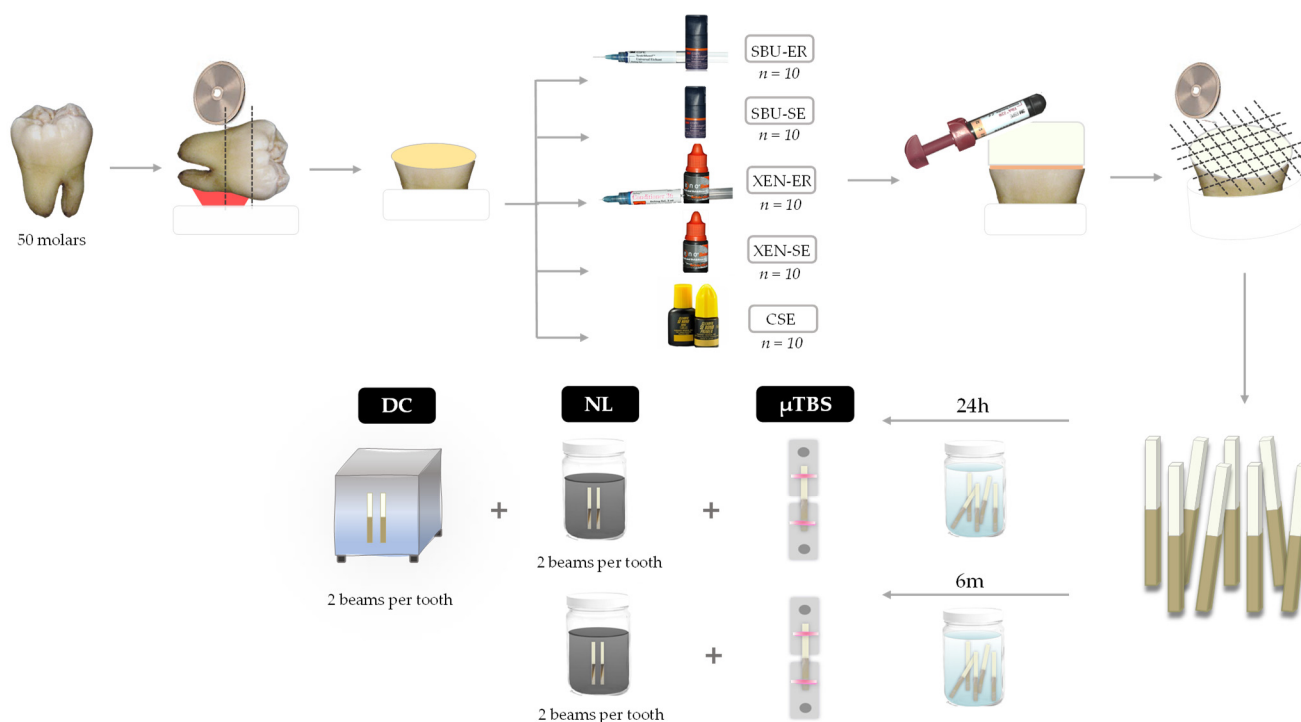 50 molars
SBU-ER
n = 10
SBU-SE
n = 10
XEN-ER
n = 10
XEN-SE
n = 10
CSE
n = 10
DC
NL
μTBS
24h
2 beams per tooth
2 beams per tooth
6m
2 beams per tooth